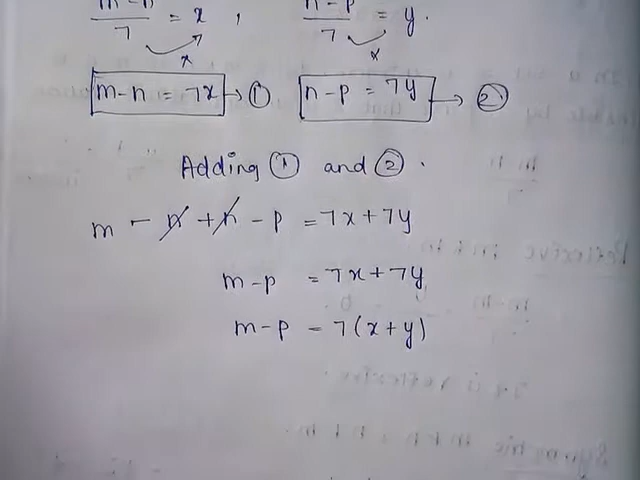 m-n/7 = x , n-p/7 = y.
m-n = 7x → ① n-p = 7y → ②
Adding ① and ② .
m - n + n - p = 7x + 7y
m-p = 7x + 7y
m-p = 7(x+y)